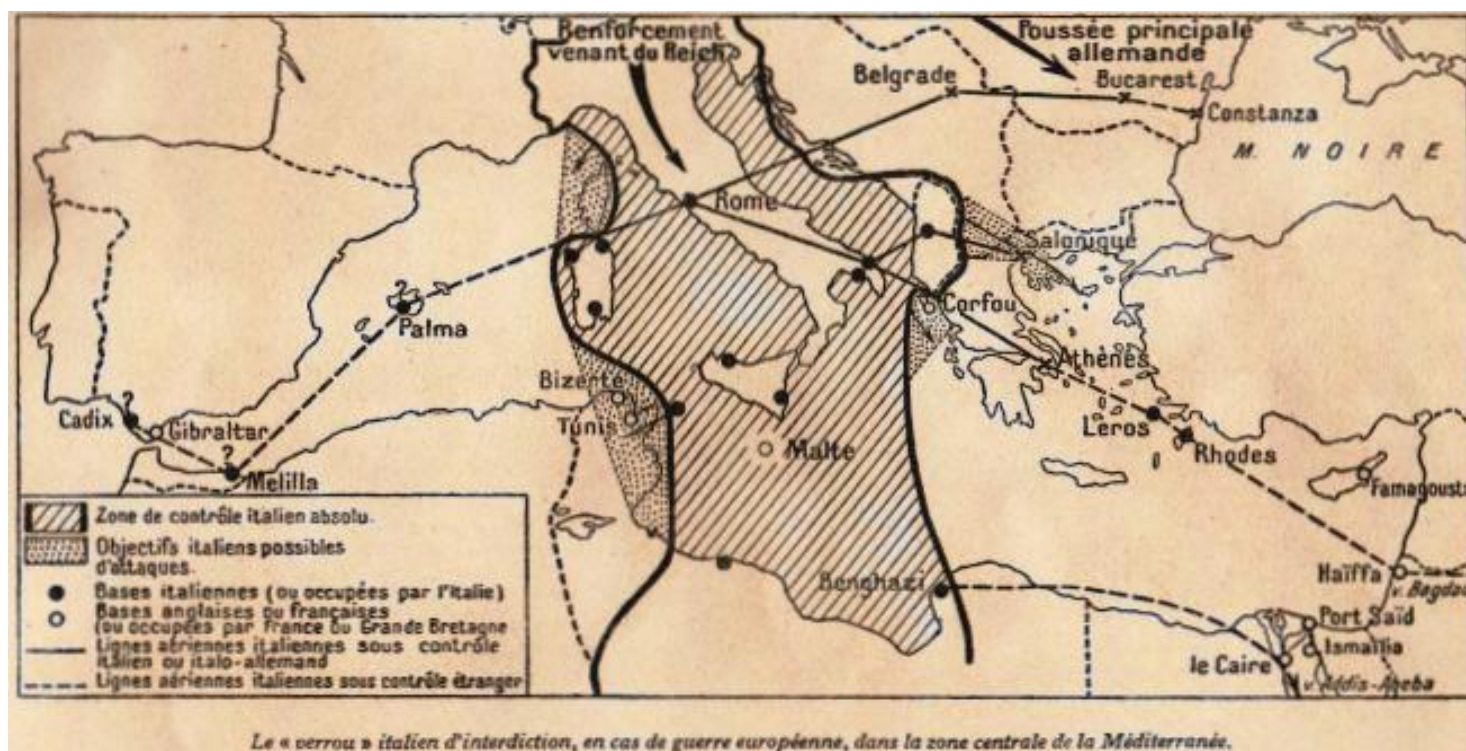 Renforcement
venant du Reich
Poussée principale
allemande
Belgrade
Bucarest
Constanza
M. NOIRE
Rome
Salonique
?
Palma
Corfou
Athènes
Bizerte
Tunis
Cadix
?
Gibraltar
?
Melilla
Malte
Léros
Rhodes
Famagouste
Benghazi
Haïffa
v. Bagdad
Port Saïd
Ismaïlia
le Caire
v. Addis-Abeba
Zone de contrôle italien absolu.
Objectifs italiens possibles
d'attaques.
Bases italiennes (ou occupées par l'Italie)
Bases anglaises ou françaises
(ou occupées par France ou Grande Bretagne
Lignes aériennes italiennes sous contrôle
italien ou italo-allemand
Lignes aériennes italiennes sous contrôle étranger
Le « verrou » italien d'interdiction, en cas de guerre européenne, dans la zone centrale de la Méditerranée.